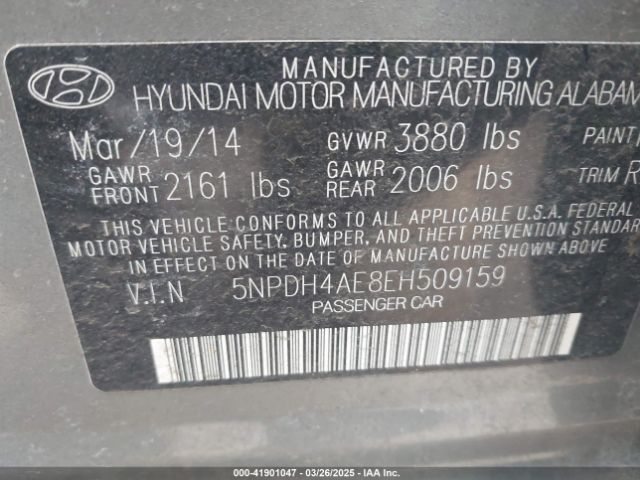 MANUFACTURED BY
HYUNDAI MOTOR MANUFACTURING ALABAM
Mar/19/14 GVWR 3880 lbs PAINT
GAWR FRONT 2161 lbs GAWR REAR 2006 lbs TRIM R
THIS VEHICLE CONFORMS TO ALL APPLICABLE U.S.A. FEDERAL
MOTOR VEHICLE SAFETY, BUMPER, AND THEFT PREVENTION
IN EFFECT ON THE DATE OF MANUFACTURE SHOWN ABOVE
V.I.N 5NPDH4AE8EH509159
PASSENGER CAR
000-41901047 | 03/26/2025 - IAA Inc.